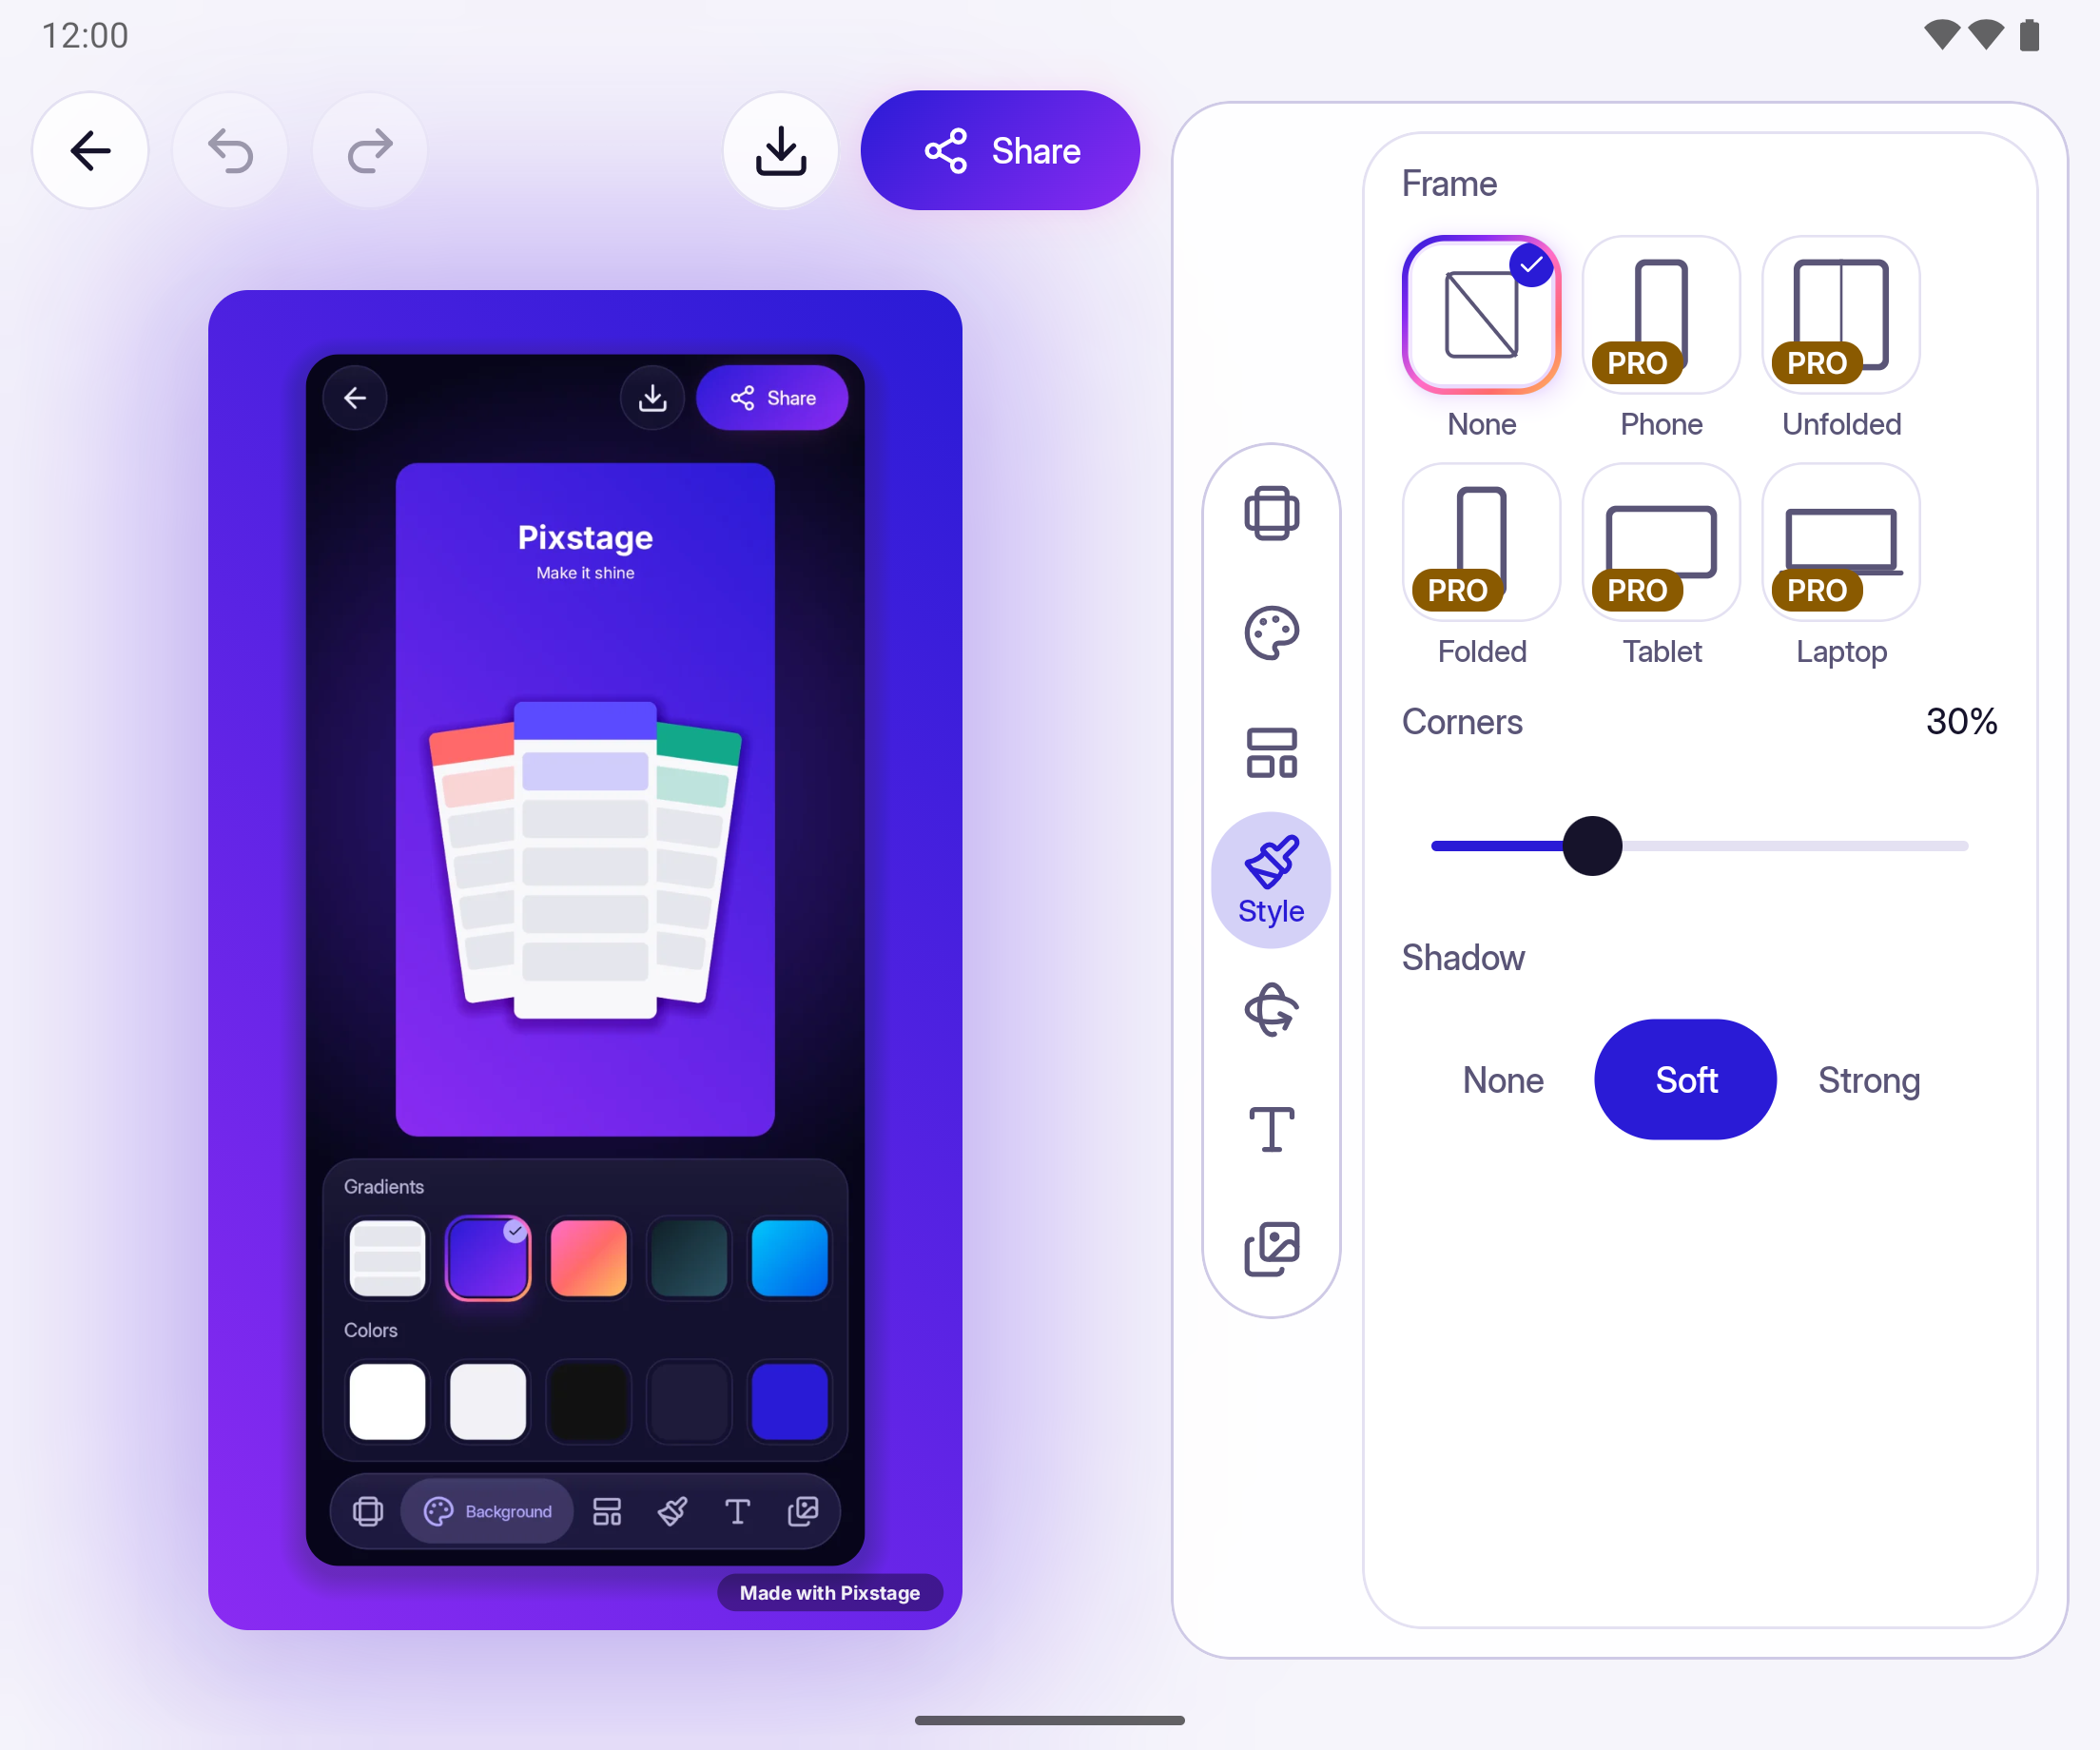 12:00
Share
Share
Pixstage
Make it shine
Gradients
Colors
Background
Made with Pixstage
Style
Frame
None
PRO
Phone
PRO
Unfolded
PRO
Folded
PRO
Tablet
PRO
Laptop
Corners
30%
Shadow
None
Soft
Strong